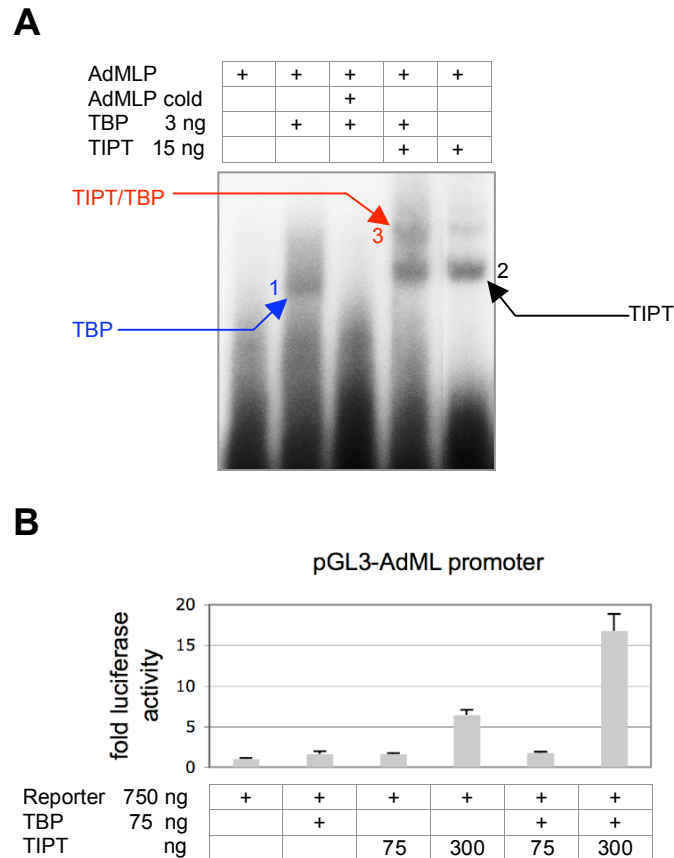 A
AdMLP + + + + +
AdMLP cold +
TBP 3 ng + + +
TIPT 15 ng + +
TIPT/TBP
3
1
2
TIPT
TBP
B
pGL3-AdML promoter
fold luciferase
activity
20
15
10
5
0
Reporter 750 ng + + + + + +
TBP 75 ng + + +
TIPT ng 75 300 75 300